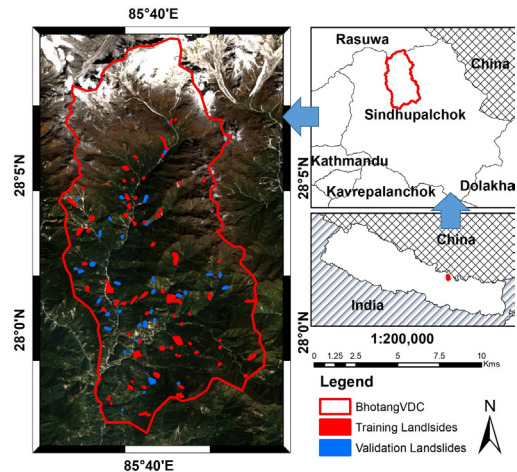 85°40'E
28°5'N
28°0'N
85°40'E
Rasuwa
China
Sindhupalchok
Kathmandu
Kavrepalanchok
Dolakha
28°5'N
China
India
28°0'N
1:200,000
0 1.25 2.5 5 7.5 10
Kms
Legend
BhotangVDC
Training Landlsides
Validation Landslides
N